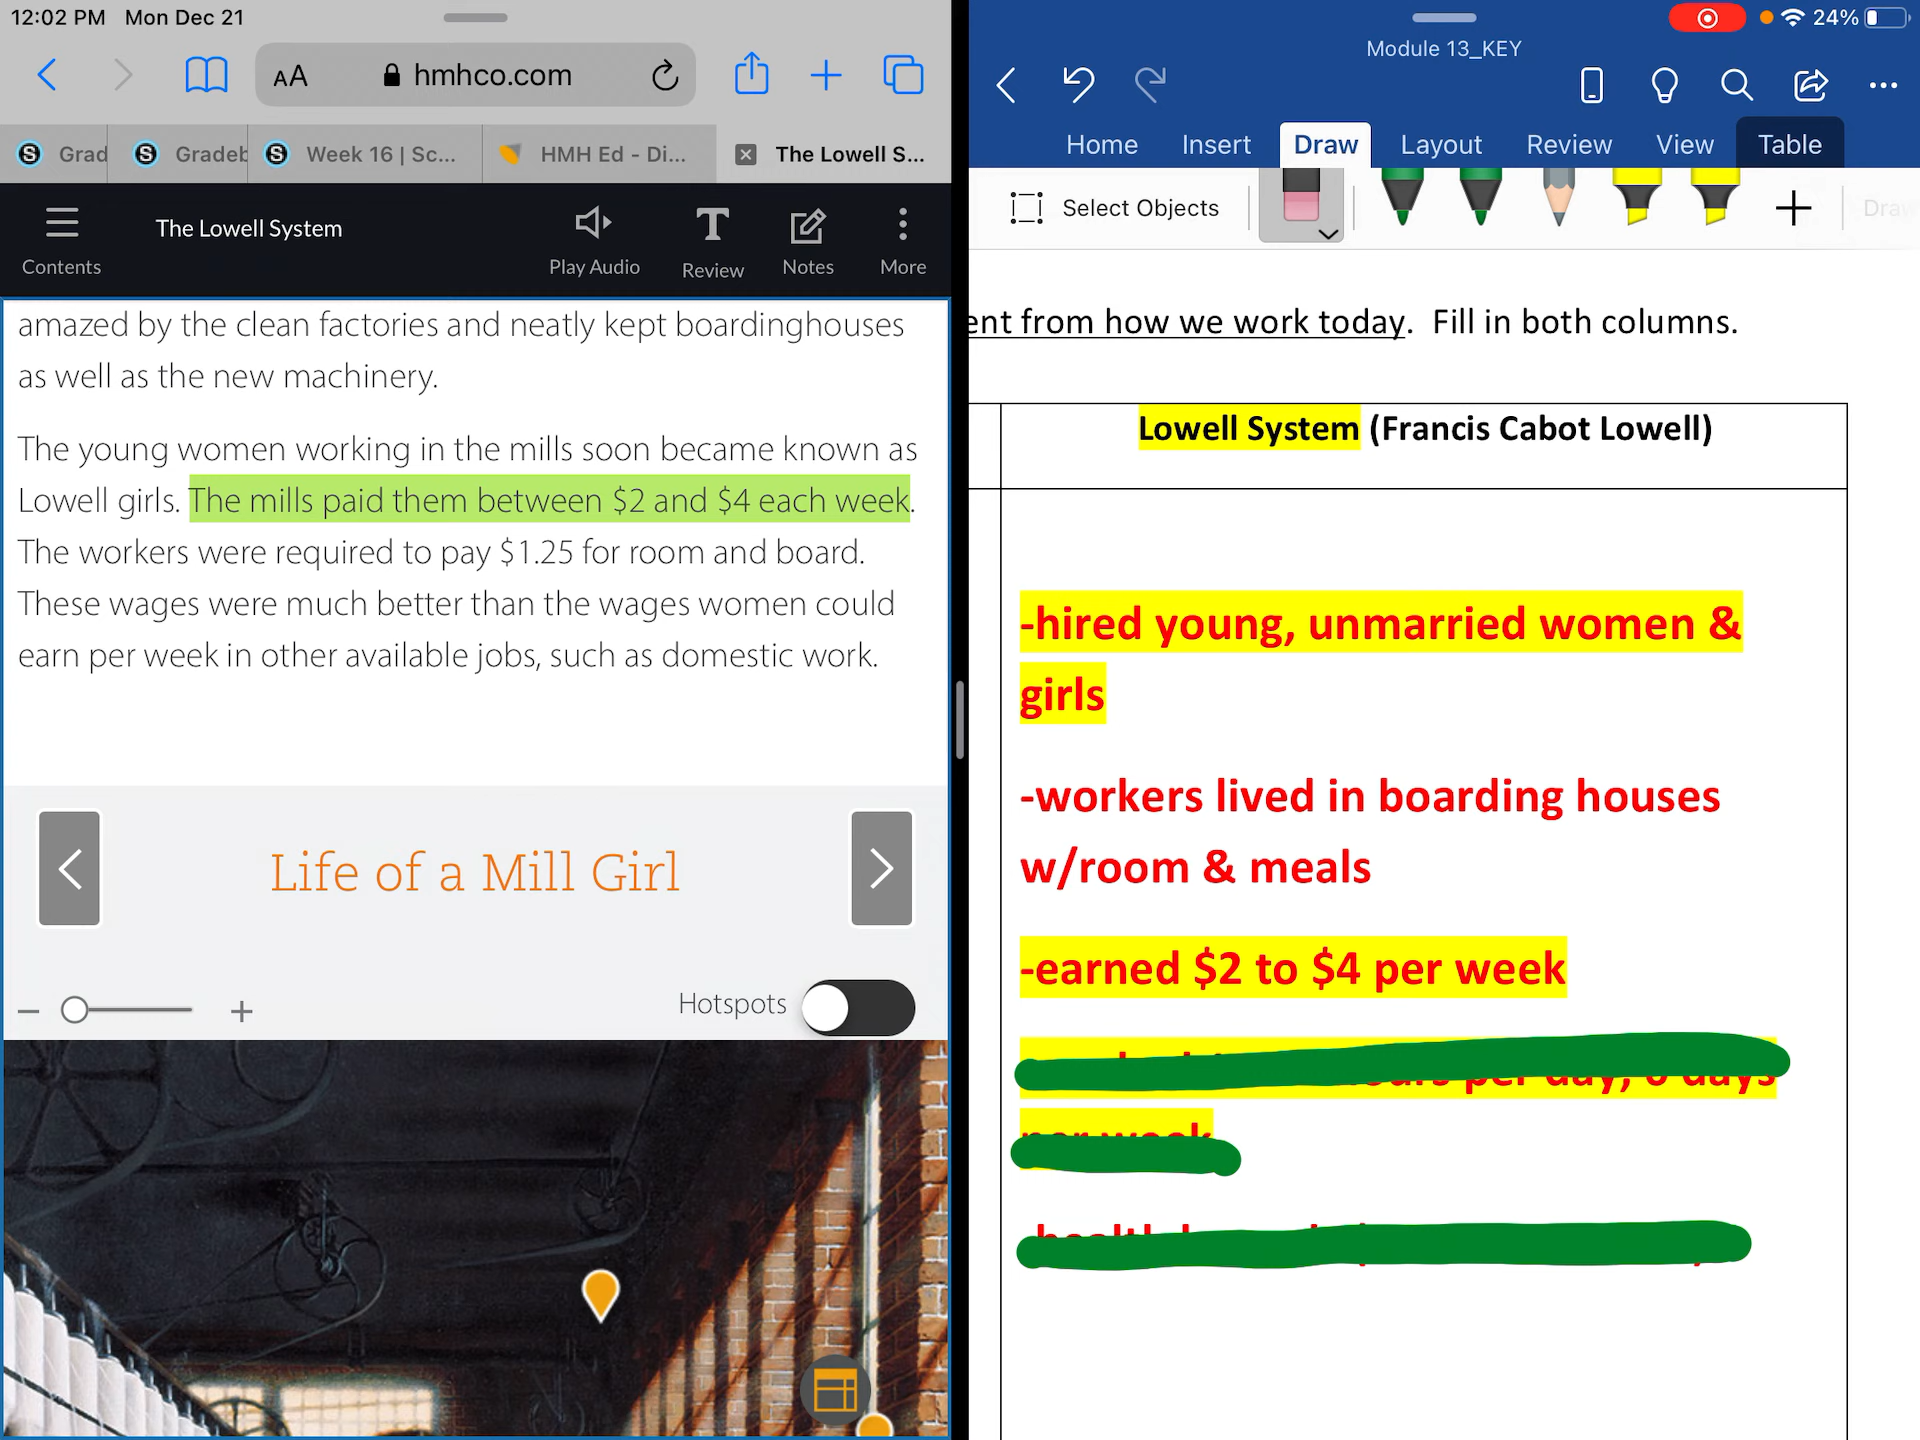 12:02 PM Mon Dec 21
AA hmhco.com
Grad
Gradeb
Week 16 | Sc...
HMH Ed - Di...
The Lowell S...
Contents
The Lowell System
Play Audio
Review
Notes
More
amazed by the clean factories and neatly kept boardinghouses
as well as the new machinery.
The young women working in the mills soon became known as
Lowell girls. The mills paid them between $2 and $4 each week.
The workers were required to pay $1.25 for room and board.
These wages were much better than the wages women could
earn per week in other available jobs, such as domestic work.
Life of a Mill Girl
Hotspots
24%
Module 13_KEY
Home Insert Draw Layout Review View Table
Select Objects
Draw
ent from how we work today. Fill in both columns.
Lowell System (Francis Cabot Lowell)
-hired young, unmarried women &
girls
-workers lived in boarding houses
w/room & meals
-earned $2 to $4 per week
per day, 6 days
per week